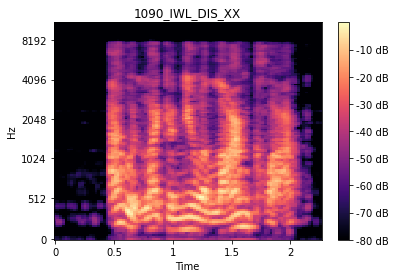 1090_IWL_DIS_XX
8192
4096
2048
1024
512
0
Hz
0
0.5
1
1.5
2
Time
-10 dB
-20 dB
-30 dB
-40 dB
-50 dB
-60 dB
-70 dB
-80 dB